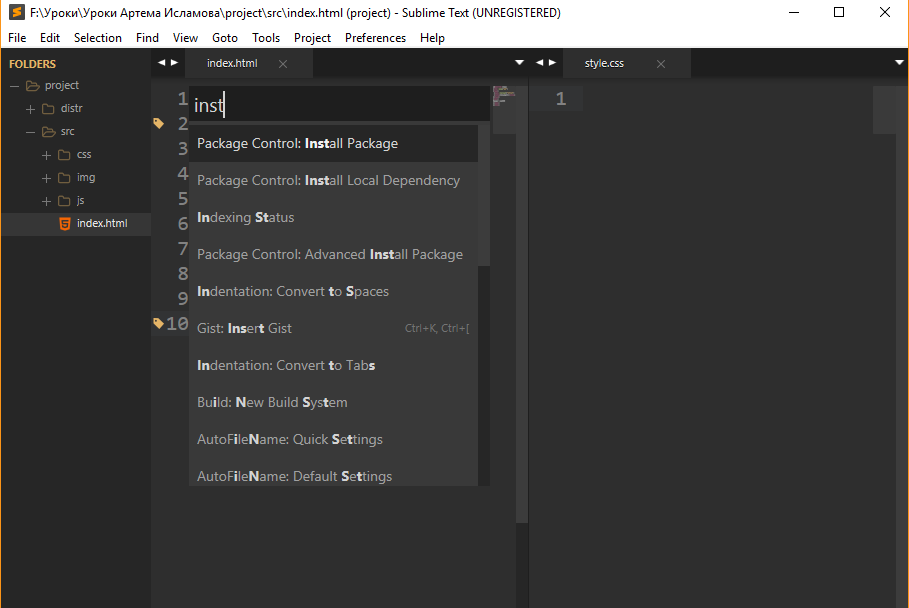 F:\Уроки\Уроки Артема Исламова\project\src\index.html (project) - Sublime Text (UNREGISTERED)
File Edit Selection Find View Goto Tools Project Preferences Help
FOLDERS
project
distr
src
css
img
js
index.html
index.html
style.css
1
2
3
4
5
6
7
8
9
10
inst
Package Control: Install Package
Package Control: Install Local Dependency
Indexing Status
Package Control: Advanced Install Package
Indentation: Convert to Spaces
Gist: Insert Gist Ctrl+K, Ctrl+[
Indentation: Convert to Tabs
Build: New Build System
AutoFileName: Quick Settings
AutoFileName: Default Settings
1